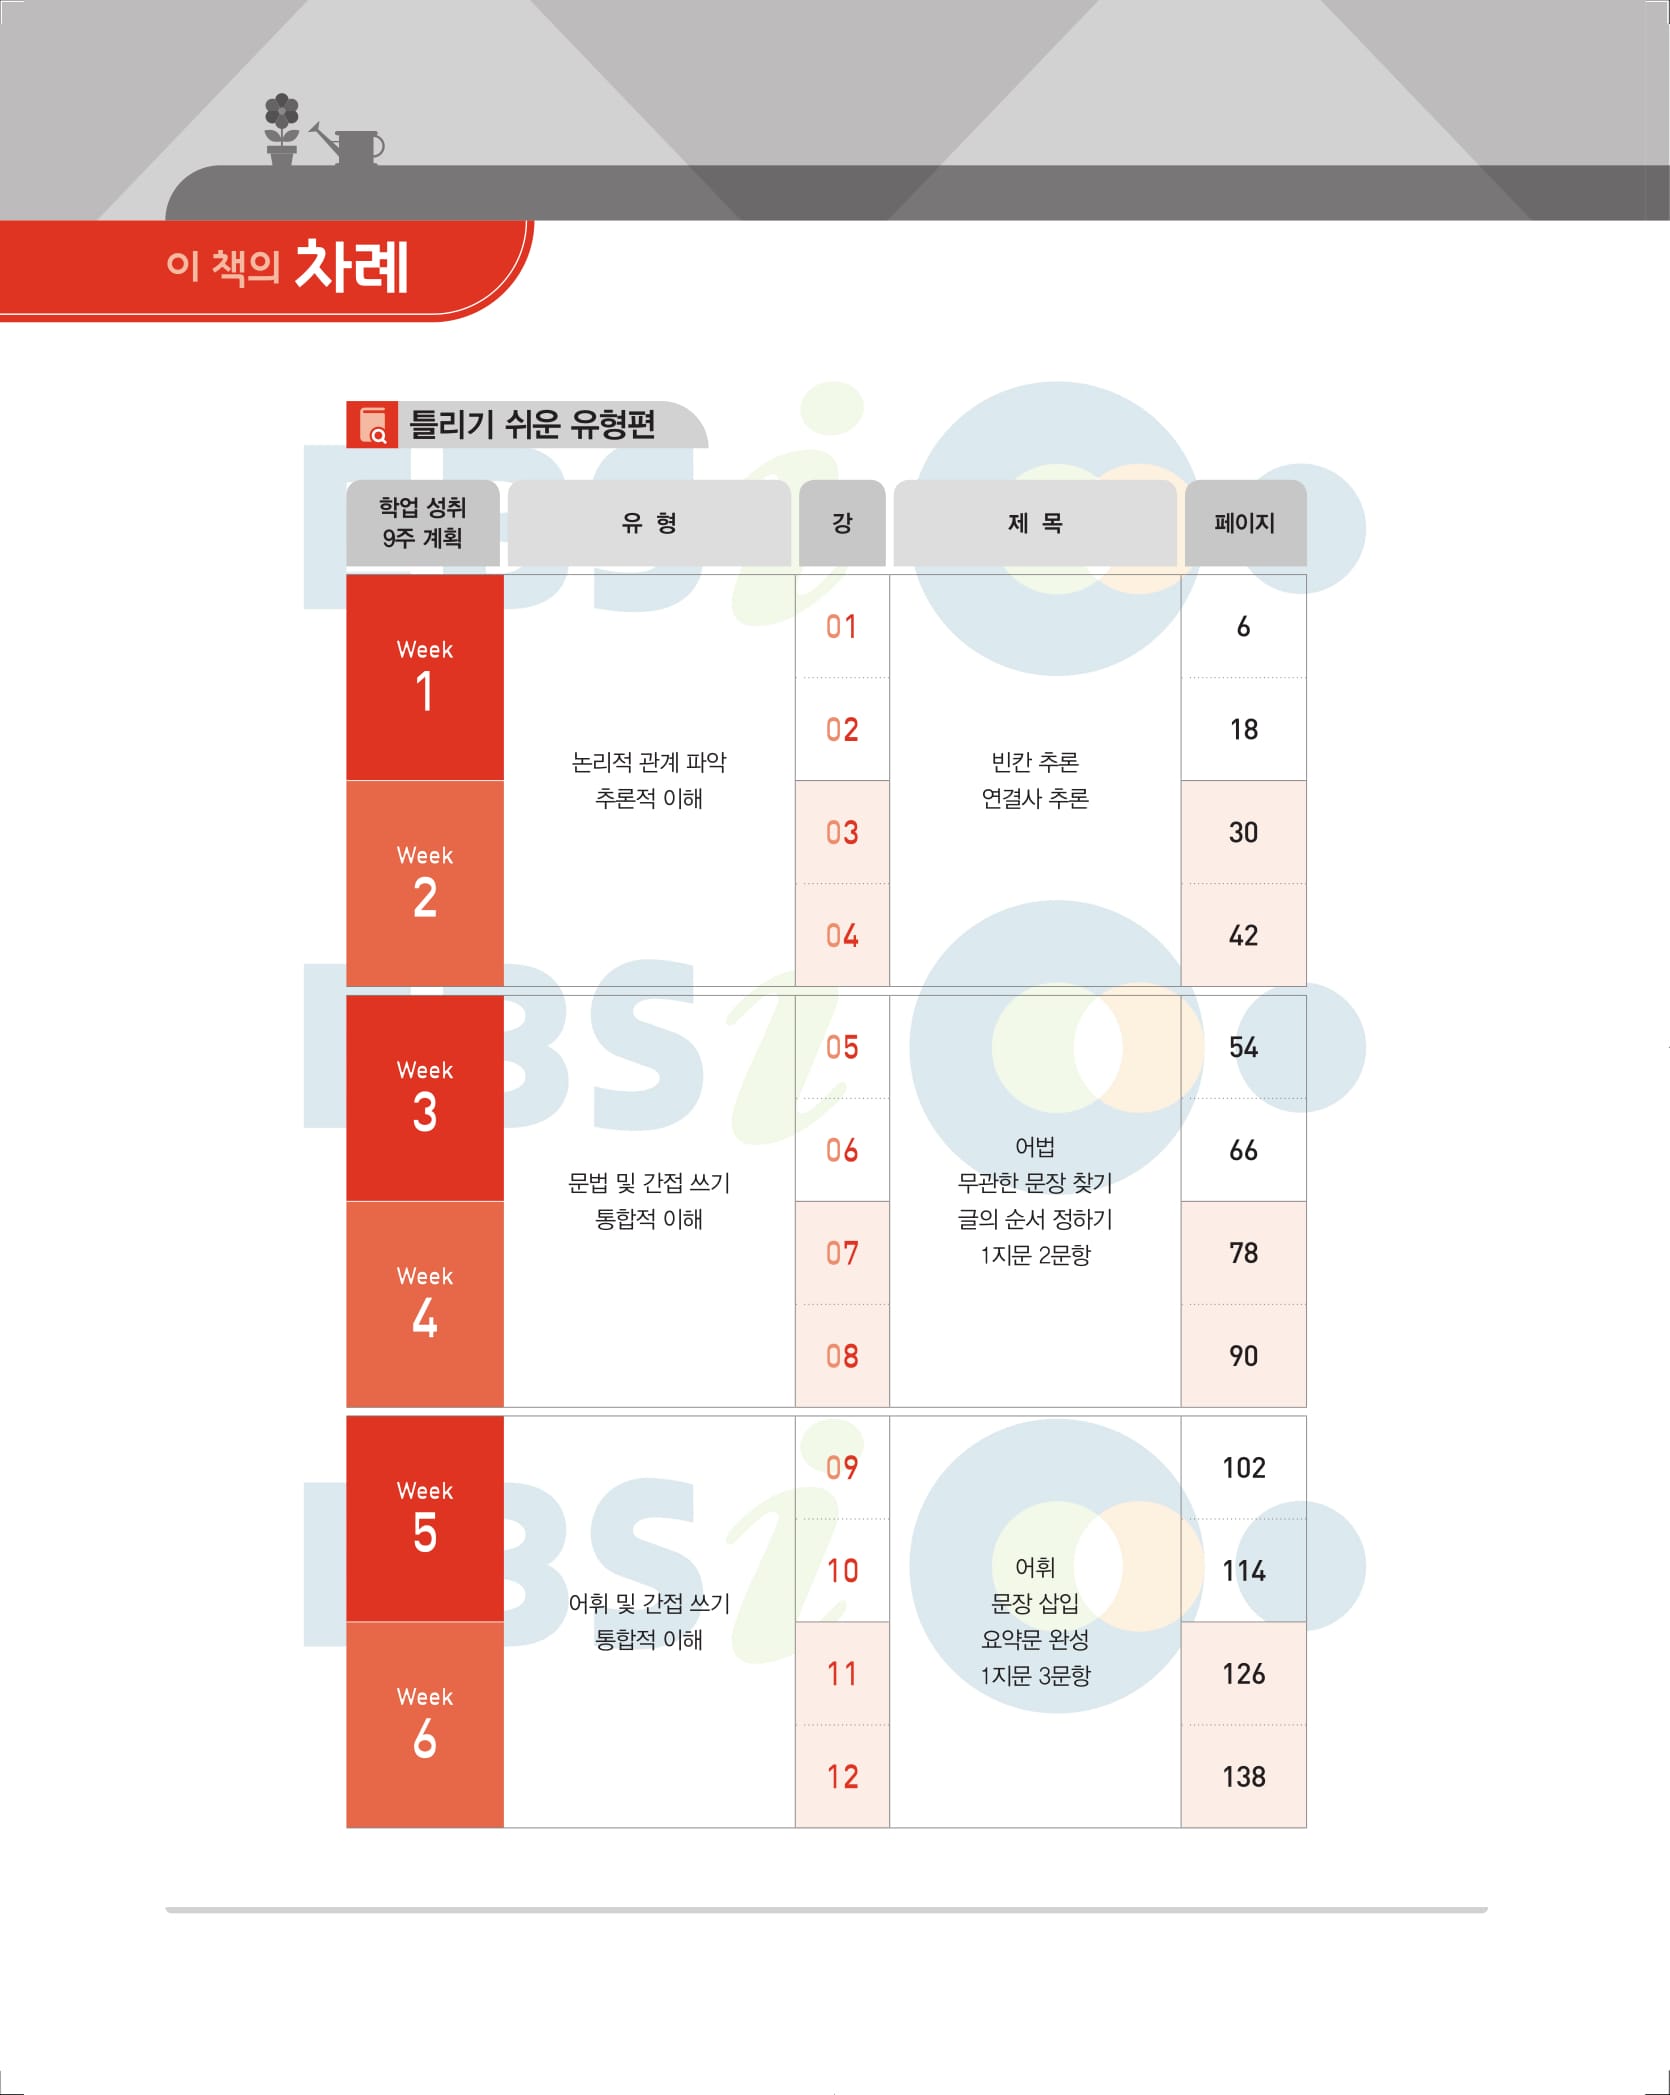 이 책의 차례
틀리기 쉬운 유형편
학업 성취
9주 계획
유 형
강
제 목
페이지
Week
1
01
6
02
18
논리적 관계 파악
추론적 이해
빈칸 추론
연결사 추론
Week
2
03
30
04
42
Week
3
05
54
06
66
문법 및 간접 쓰기
통합적 이해
어법
무관한 문장 찾기
글의 순서 정하기
1지문 2문항
Week
4
07
78
08
90
Week
5
09
102
10
114
어휘 및 간접 쓰기
통합적 이해
어휘
문장 삽입
요약문 완성
1지문 3문항
Week
6
11
126
12
138
EBSi
EBSi
EBSi